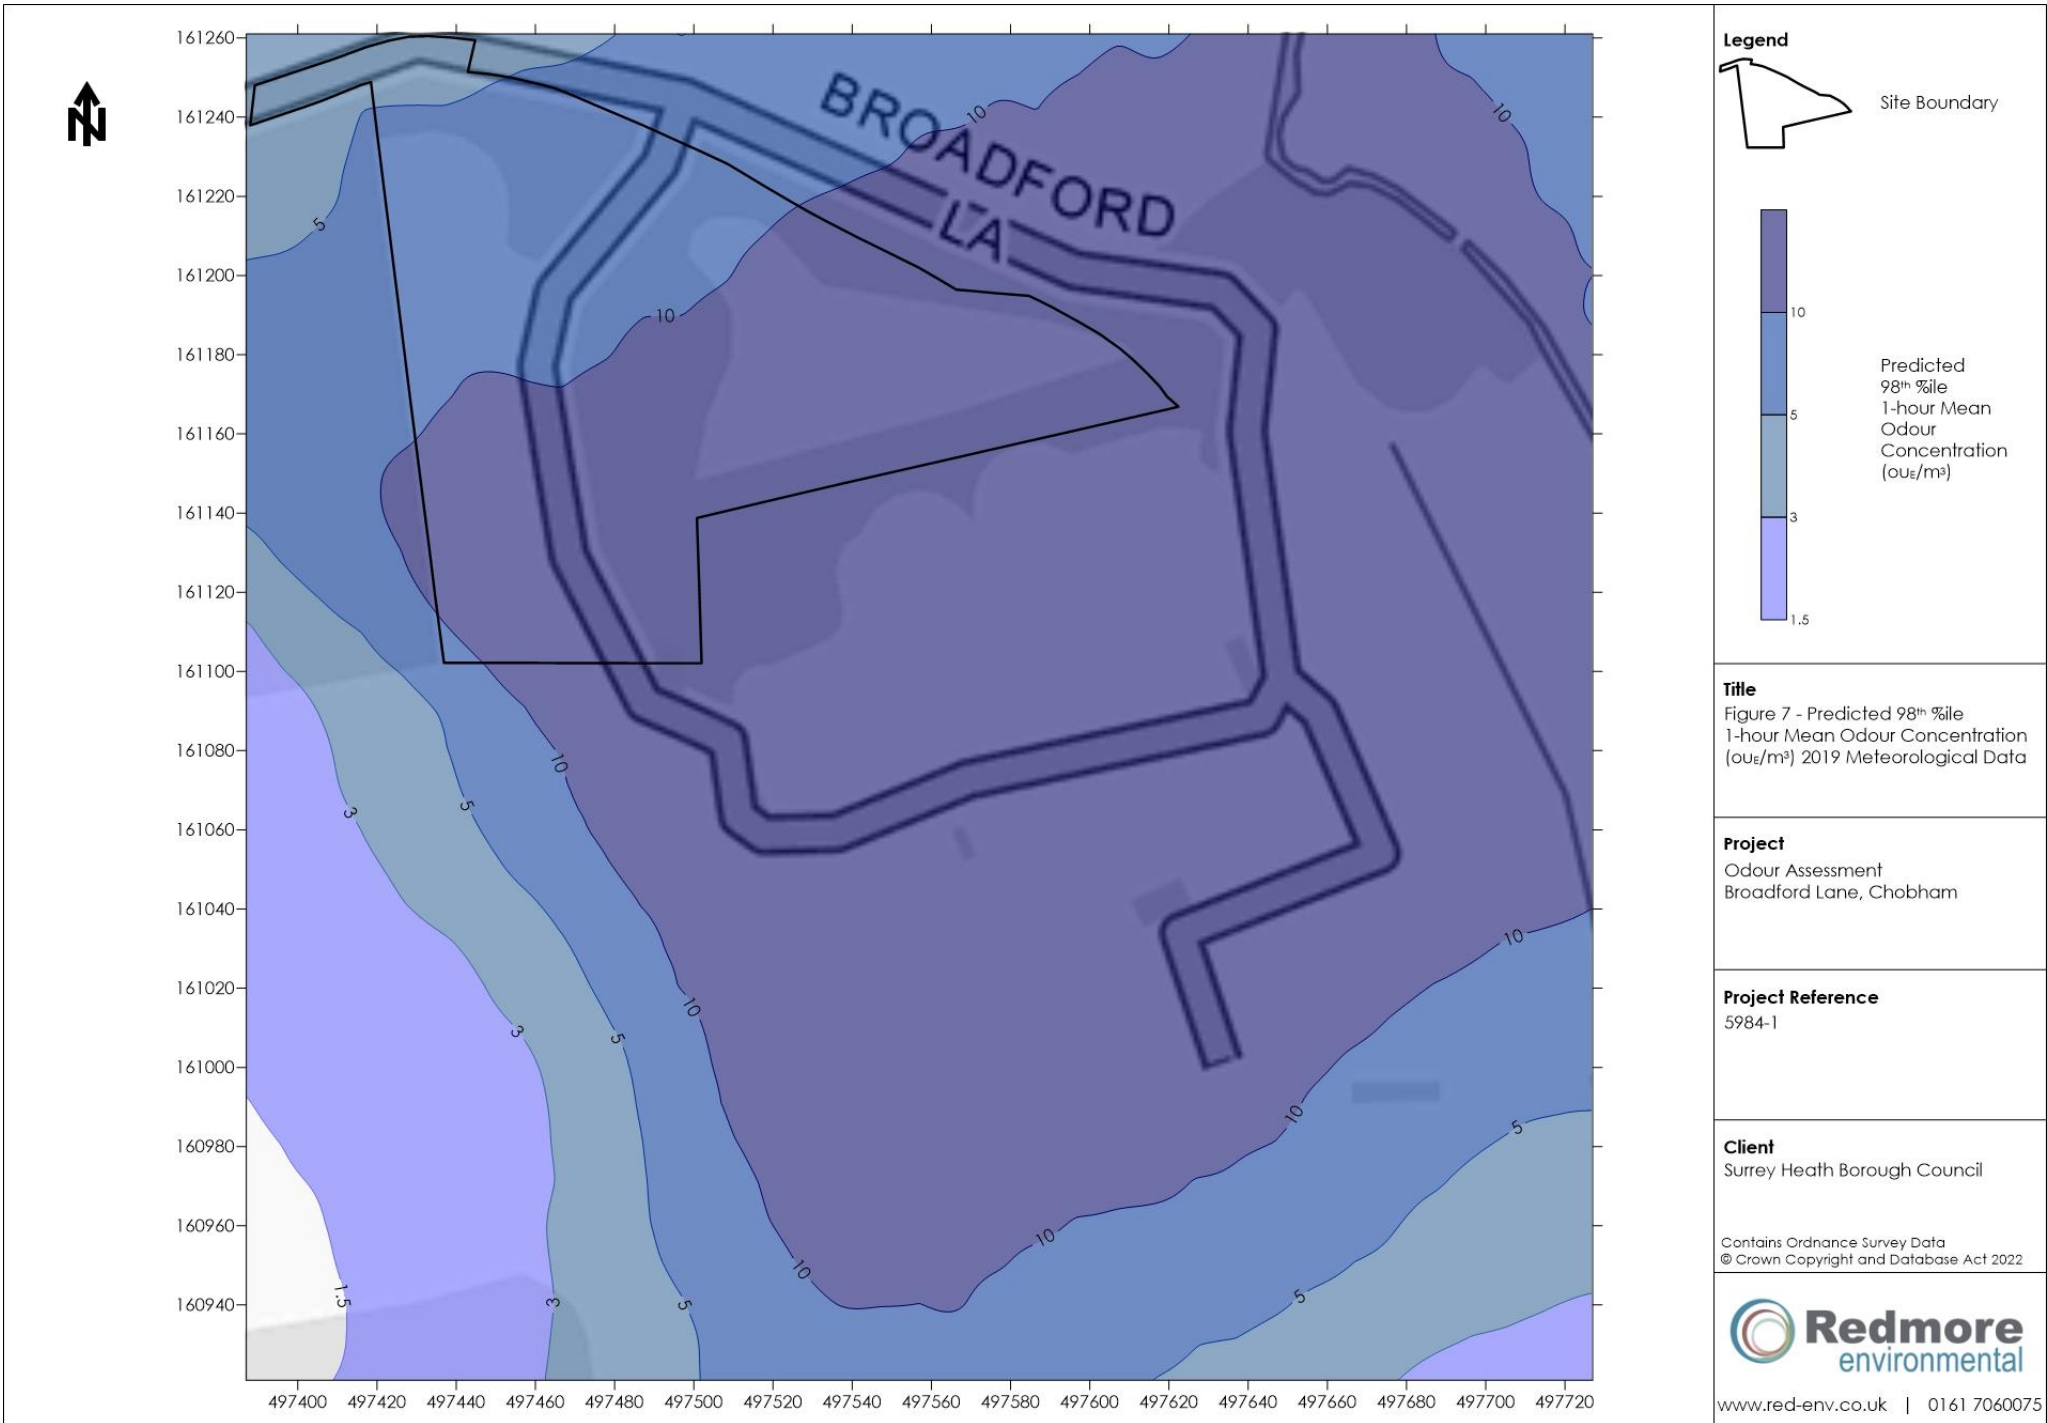 161260
161240
161220
161200
161180
161160
161140
161120
161100
161080
161060
161040
161020
161000
160980
160960
160940
497400 497420 497440 497460 497480 497500 497520 497540 497560 497580 497600 497620 497640 497660 497680 497700 497720
N
BROADFORD
LA
10
10
5
10
10
3
5
10
10
3
5
10
5
10
10
5
1.5
3
5
10
Legend
Site Boundary
10
5
3
1.5
Predicted
98th %ile
1-hour Mean
Odour
Concentration
(ouE/m³)
Title
Figure 7 - Predicted 98th %ile
1-hour Mean Odour Concentration
(ouE/m³) 2019 Meteorological Data
Project
Odour Assessment
Broadford Lane, Chobham
Project Reference
5984-1
Client
Surrey Heath Borough Council
Contains Ordnance Survey Data
© Crown Copyright and Database Act 2022
Redmore
environmental
www.red-env.co.uk | 0161 7060075